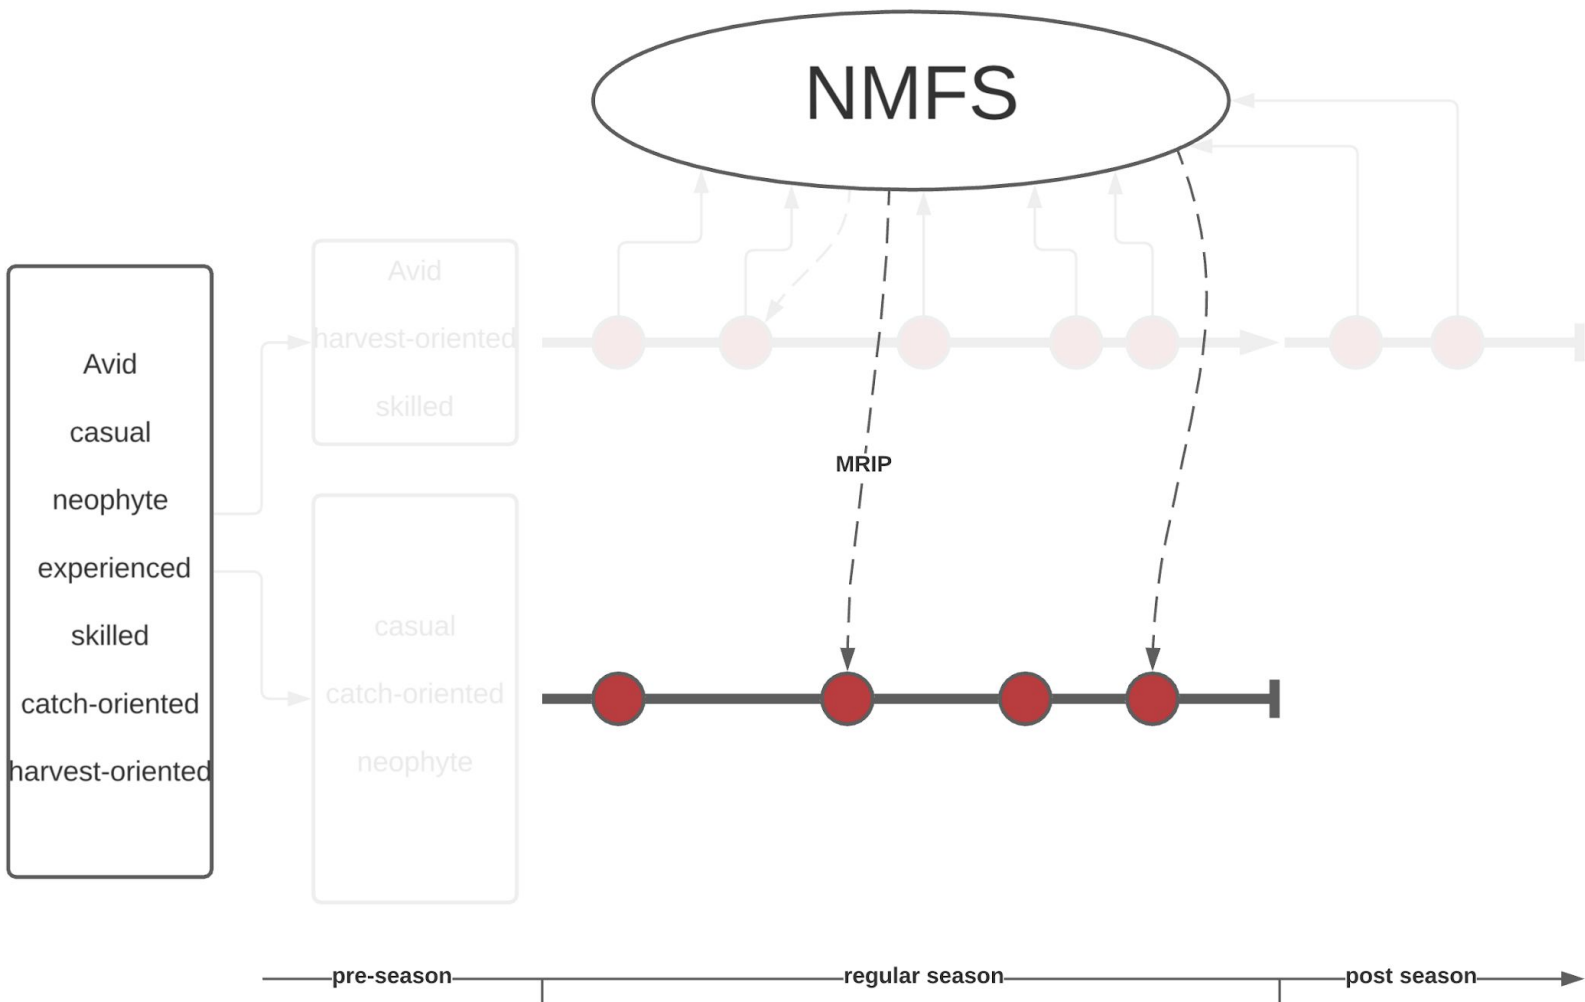 NMFS
Avid
casual
neophyte
experienced
skilled
catch-oriented
harvest-oriented
Avid
harvest-oriented
skilled
casual
catch-oriented
neophyte
MRIP
pre-season
regular season
post season